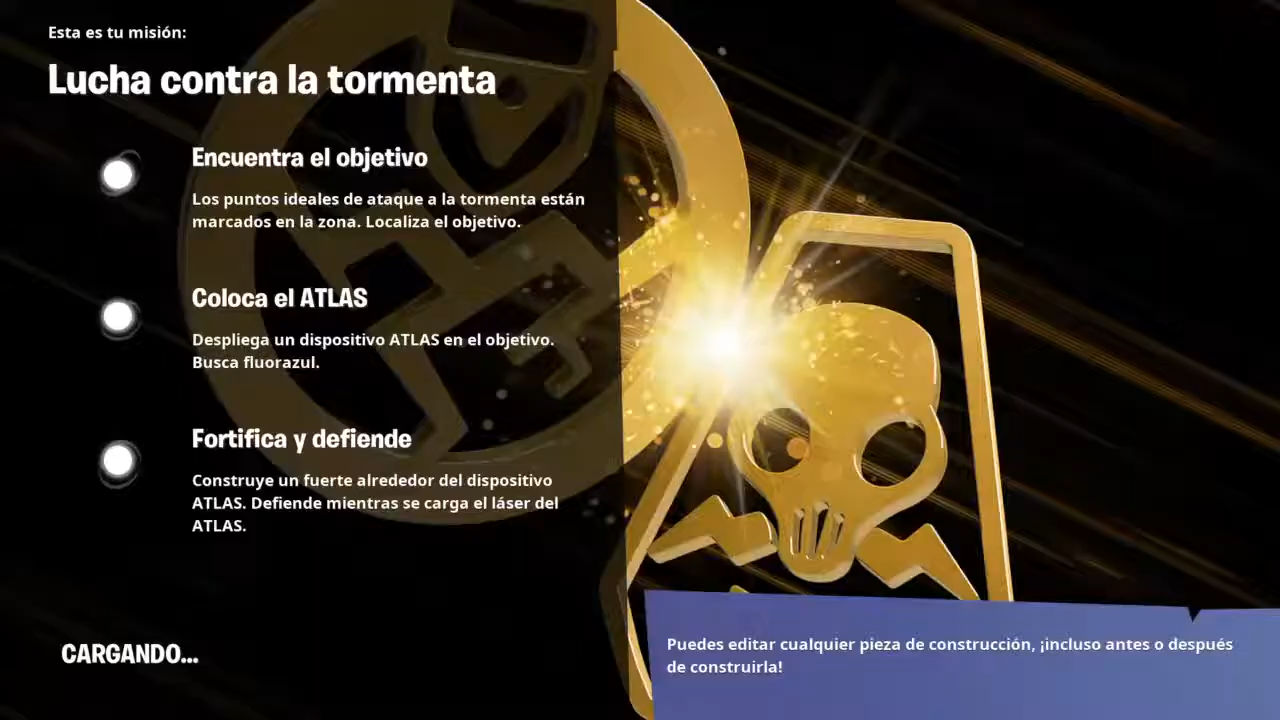 Esta es tu misión:
Lucha contra la tormenta
Encuentra el objetivo
Los puntos ideales de ataque a la tormenta están
marcados en la zona. Localiza el objetivo.
Coloca el ATLAS
Despliega un dispositivo ATLAS en el objetivo.
Busca fluorazul.
Fortifica y defiende
Construye un fuerte alrededor del dispositivo
ATLAS. Defiende mientras se carga el láser del
ATLAS.
CARGANDO...
Puedes editar cualquier pieza de construcción, ¡incluso antes o después
de construirla!